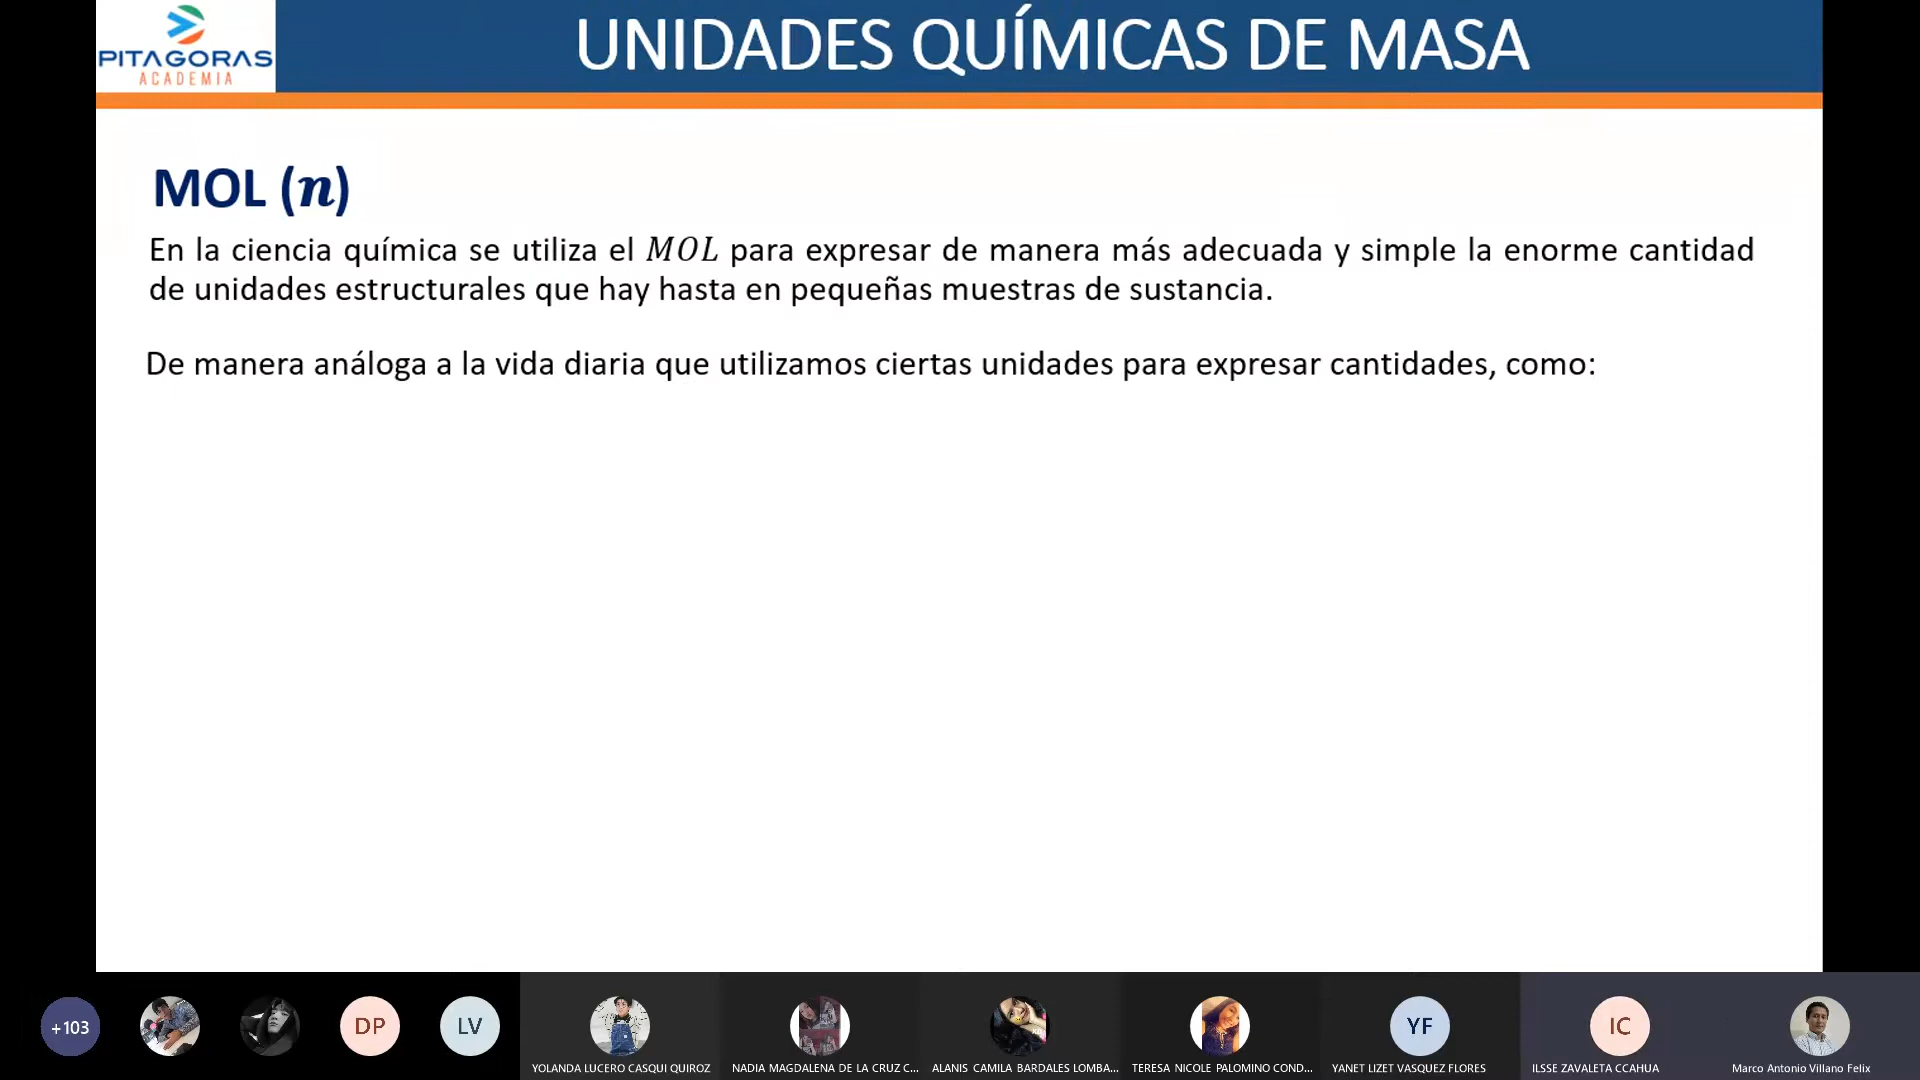 PITAGORAS
ACADEMIA
UNIDADES QUÍMICAS DE MASA
MOL (n)
En la ciencia química se utiliza el MOL para expresar de manera más adecuada y simple la enorme cantidad
de unidades estructurales que hay hasta en pequeñas muestras de sustancia.
De manera análoga a la vida diaria que utilizamos ciertas unidades para expresar cantidades, como:
+103
DP
LV
YF
IC
YOLANDA LUCERO CASQUI QUIROZ
NADIA MAGDALENA DE LA CRUZ C...
ALANIS CAMILA BARDALES LOMBA...
TERESA NICOLE PALOMINO COND...
YANET LIZET VASQUEZ FLORES
ILSSE ZAVALETA CCAHUA
Marco Antonio Villano Felix